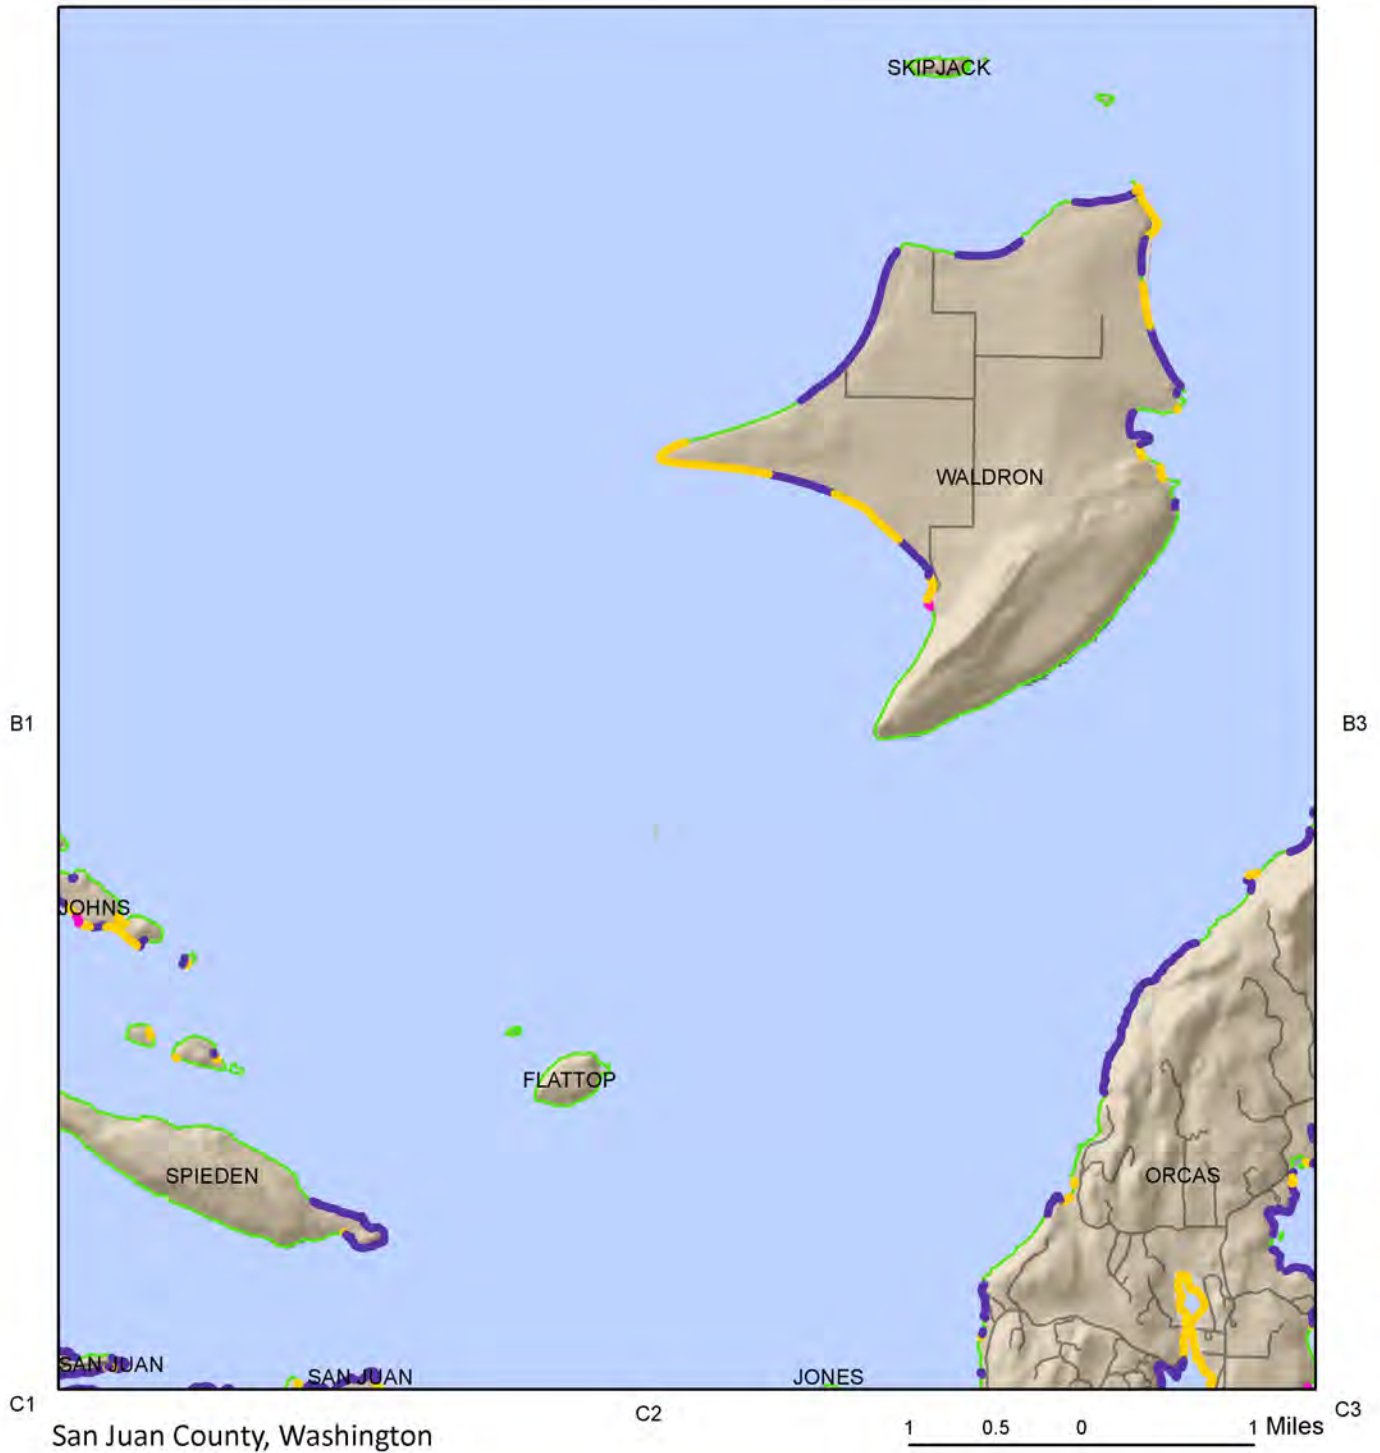 SKIPJACK
WALDRON
B1
B3
JOHNS
FLATTOP
SPIEDEN
ORCAS
SAN JUAN
SAN JUAN
JONES
C1
C2
C3
San Juan County, Washington
1 0.5 0 1 Miles